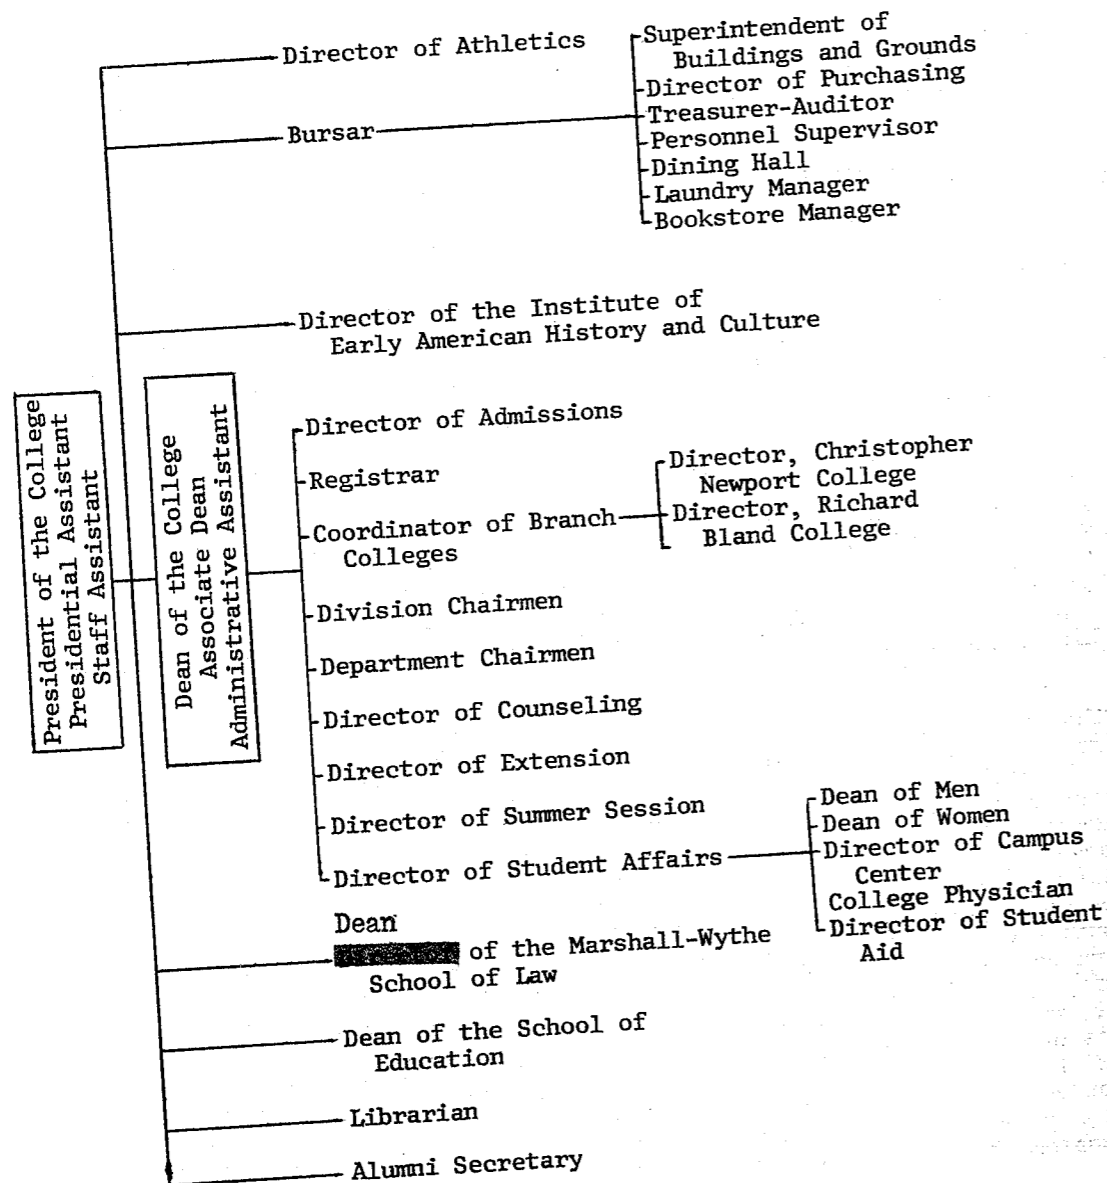 Director of Athletics
Bursar
Superintendent of
Buildings and Grounds
Director of Purchasing
Treasurer-Auditor
Personnel Supervisor
Dining Hall
Laundry Manager
Bookstore Manager
Director of the Institute of
Early American History and Culture
President of the College
Presidential Assistant
Staff Assistant
Dean of the College
Associate Dean
Administrative Assistant
Director of Admissions
Registrar
Coordinator of Branch
Colleges
Director, Christopher
Newport College
Director, Richard
Bland College
Division Chairmen
Department Chairmen
Director of Counseling
Director of Extension
Director of Summer Session
Director of Student Affairs
Dean of Men
Dean of Women
Director of Campus
Center
College Physician
Director of Student
Aid
Dean
of the Marshall-Wythe
School of Law
Dean of the School of
Education
Librarian
Alumni Secretary